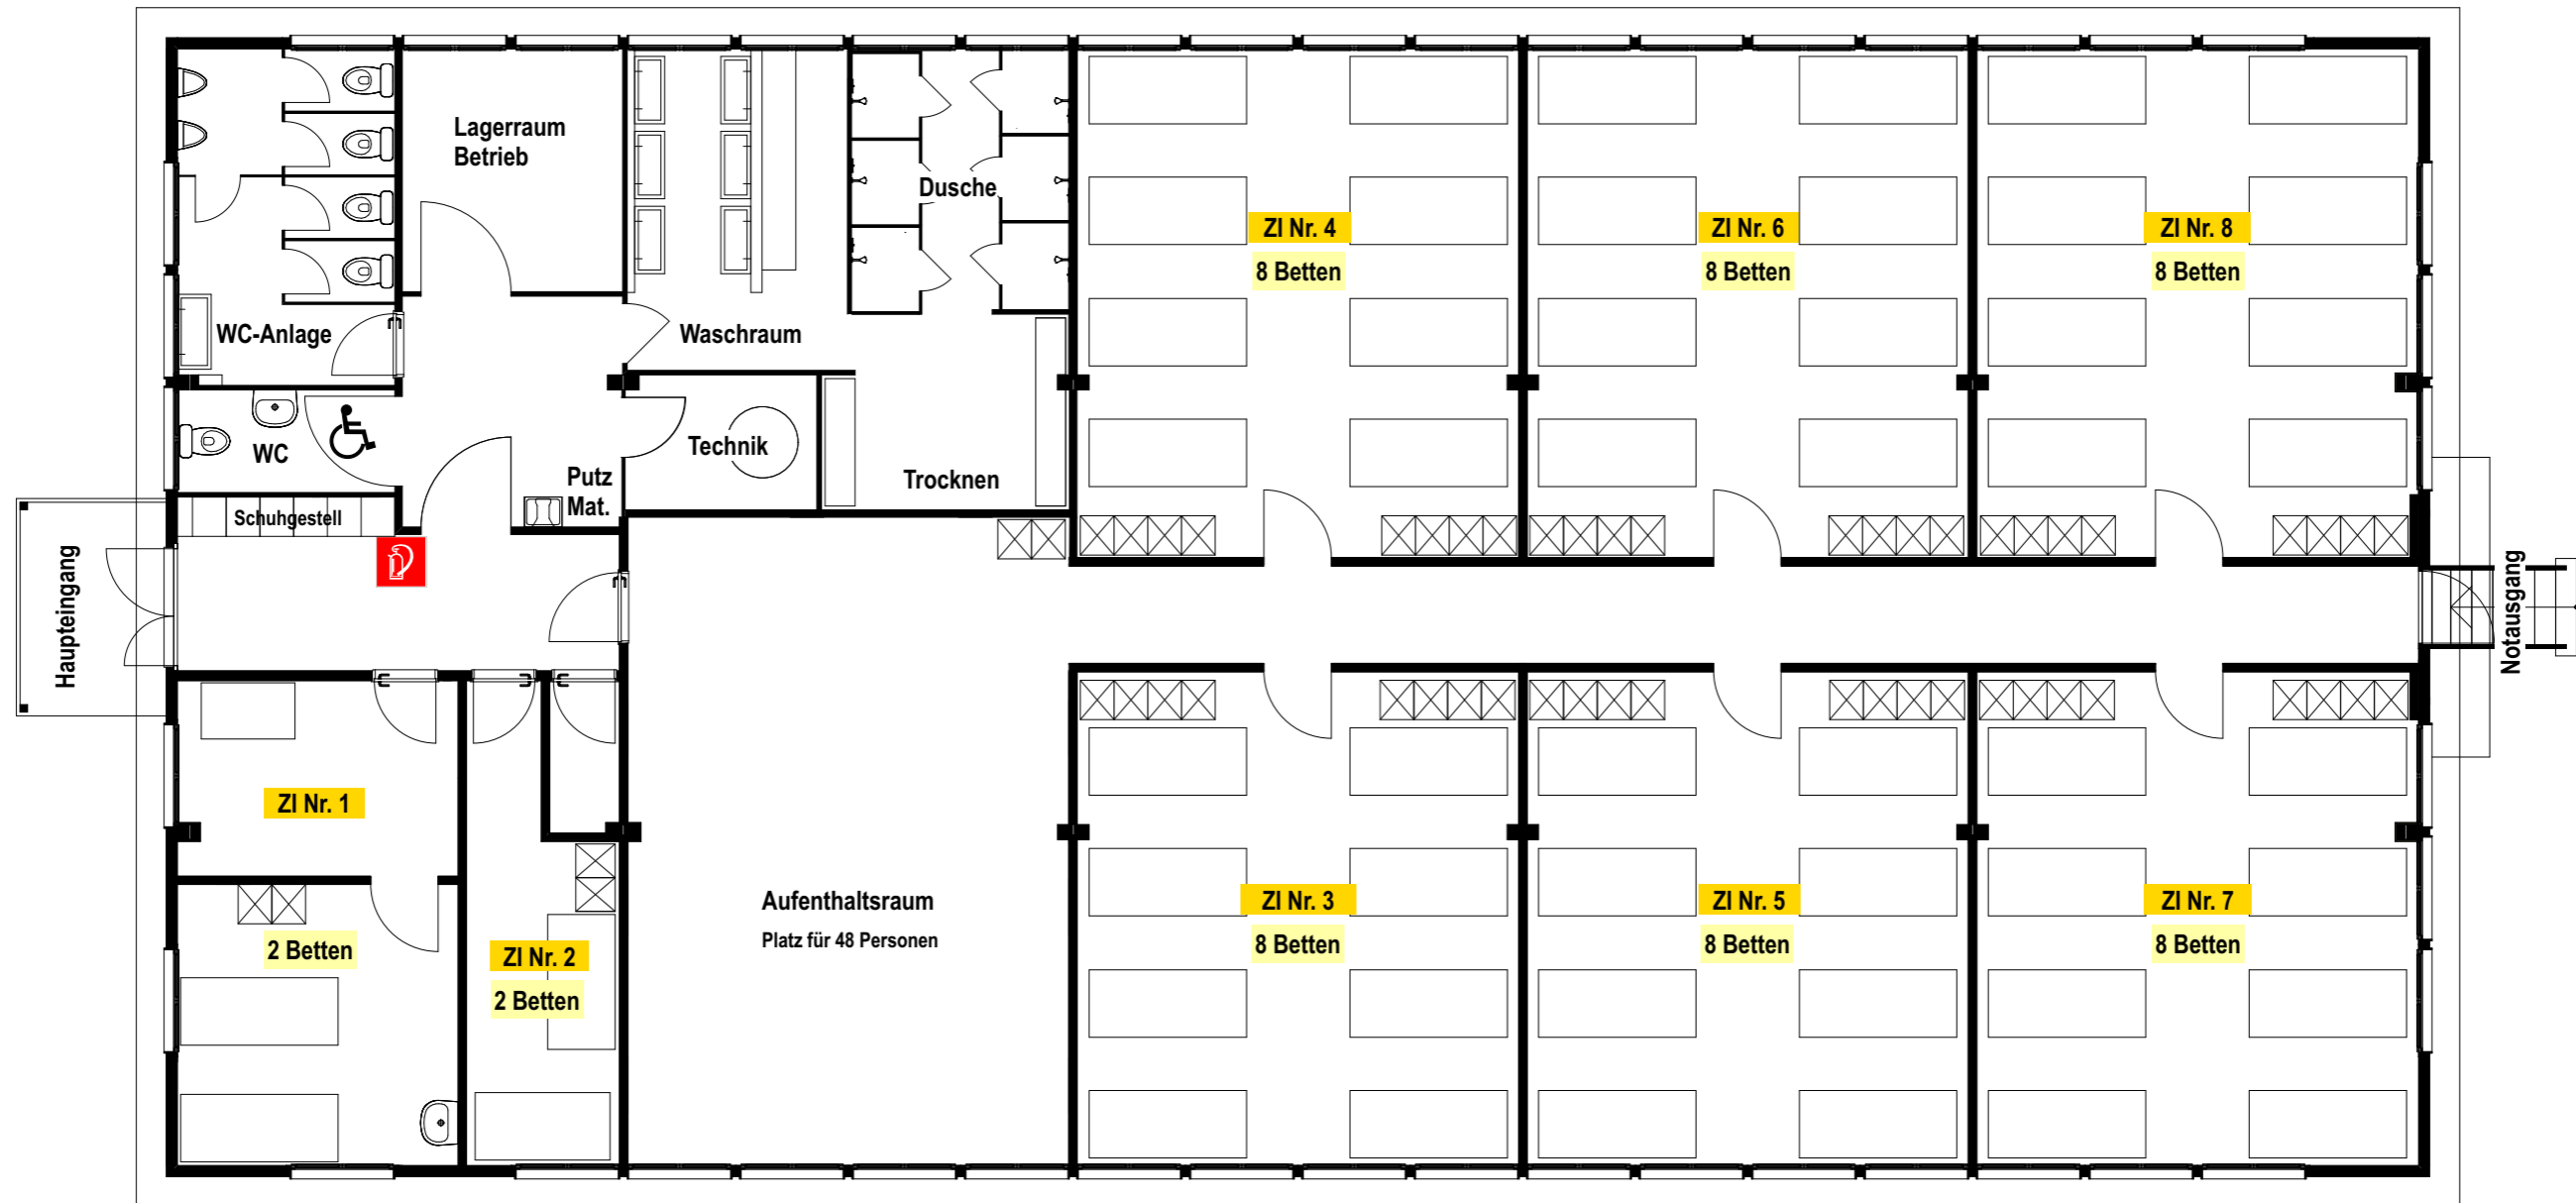 Lagerraum
Betrieb
Dusche
ZI Nr. 4
8 Betten
ZI Nr. 6
8 Betten
ZI Nr. 8
8 Betten
WC-Anlage
Waschraum
WC
Technik
Putz
Mat.
Trocknen
Schuhgestell
Haupteingang
Notausgang
ZI Nr. 1
2 Betten
ZI Nr. 2
2 Betten
Aufenthaltsraum
Platz für 48 Personen
ZI Nr. 3
8 Betten
ZI Nr. 5
8 Betten
ZI Nr. 7
8 Betten